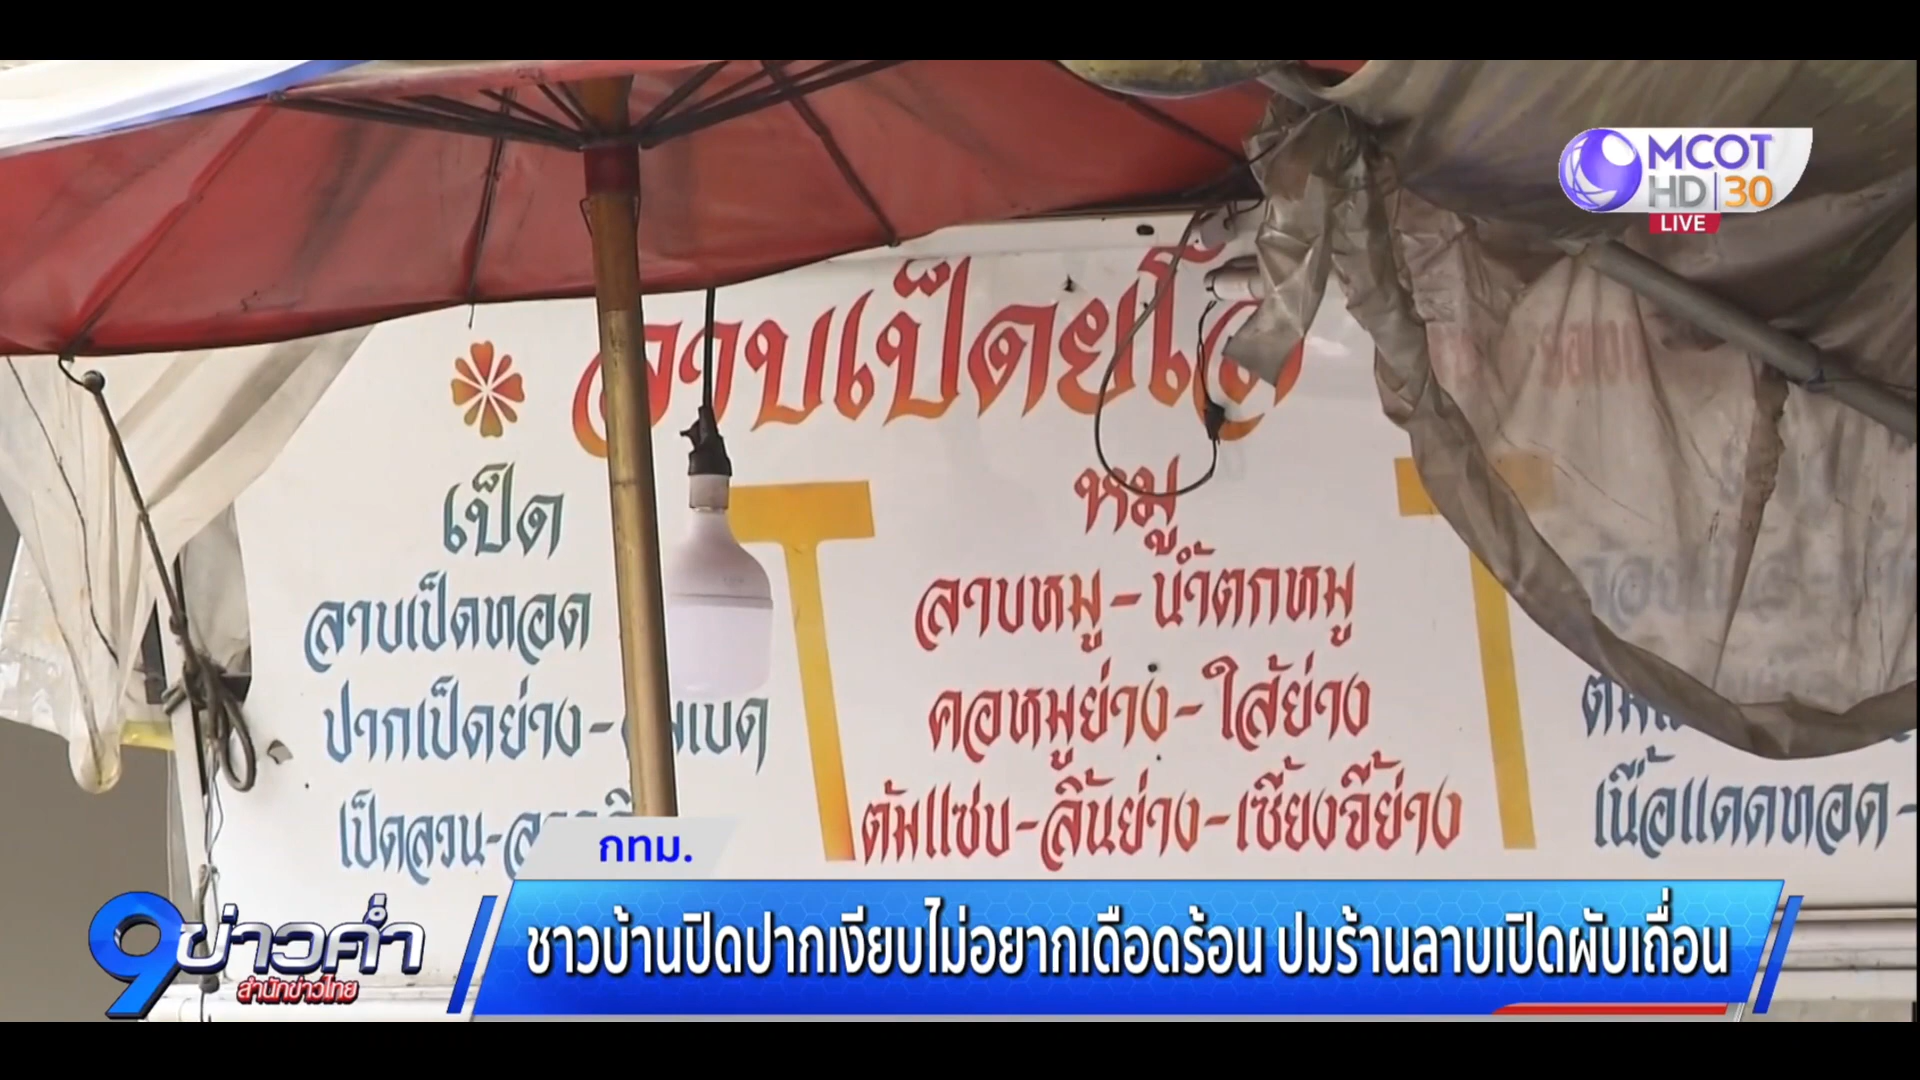 MCOT
HD 30
LIVE
ลาบเป็ดยโส
เป็ด
ลาบเป็ดทอด
ปากเป็ดย่าง
เป็ดลวน
หมู
ลาบหมู-น้ำตกหมู
คอหมูย่าง-ไส้ย่าง
ต้มแซบ-ลิ้นย่าง-เซี้ยงจี๊ย่าง
เนื้อแดดทอด-
กทม.
9 ข่าวค่ำ
สำนักข่าวไทย
ชาวบ้านปิดปากเงียบไม่อยากเดือดร้อน ปมร้านลาบเปิดผับเถื่อน